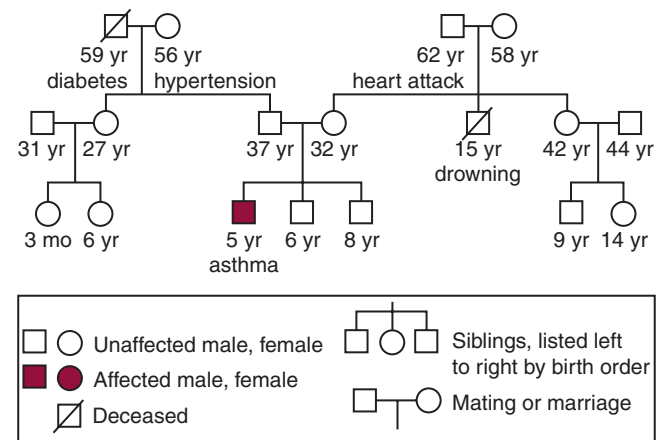 59 yr 56 yr 62 yr 58 yr
diabetes hypertension heart attack
31 yr 27 yr 37 yr 32 yr 15 yr 42 yr 44 yr
drowning
3 mo 6 yr 5 yr 6 yr 8 yr 9 yr 14 yr
asthma
Unaffected male, female
Affected male, female
Deceased
Siblings, listed left
to right by birth order
Mating or marriage